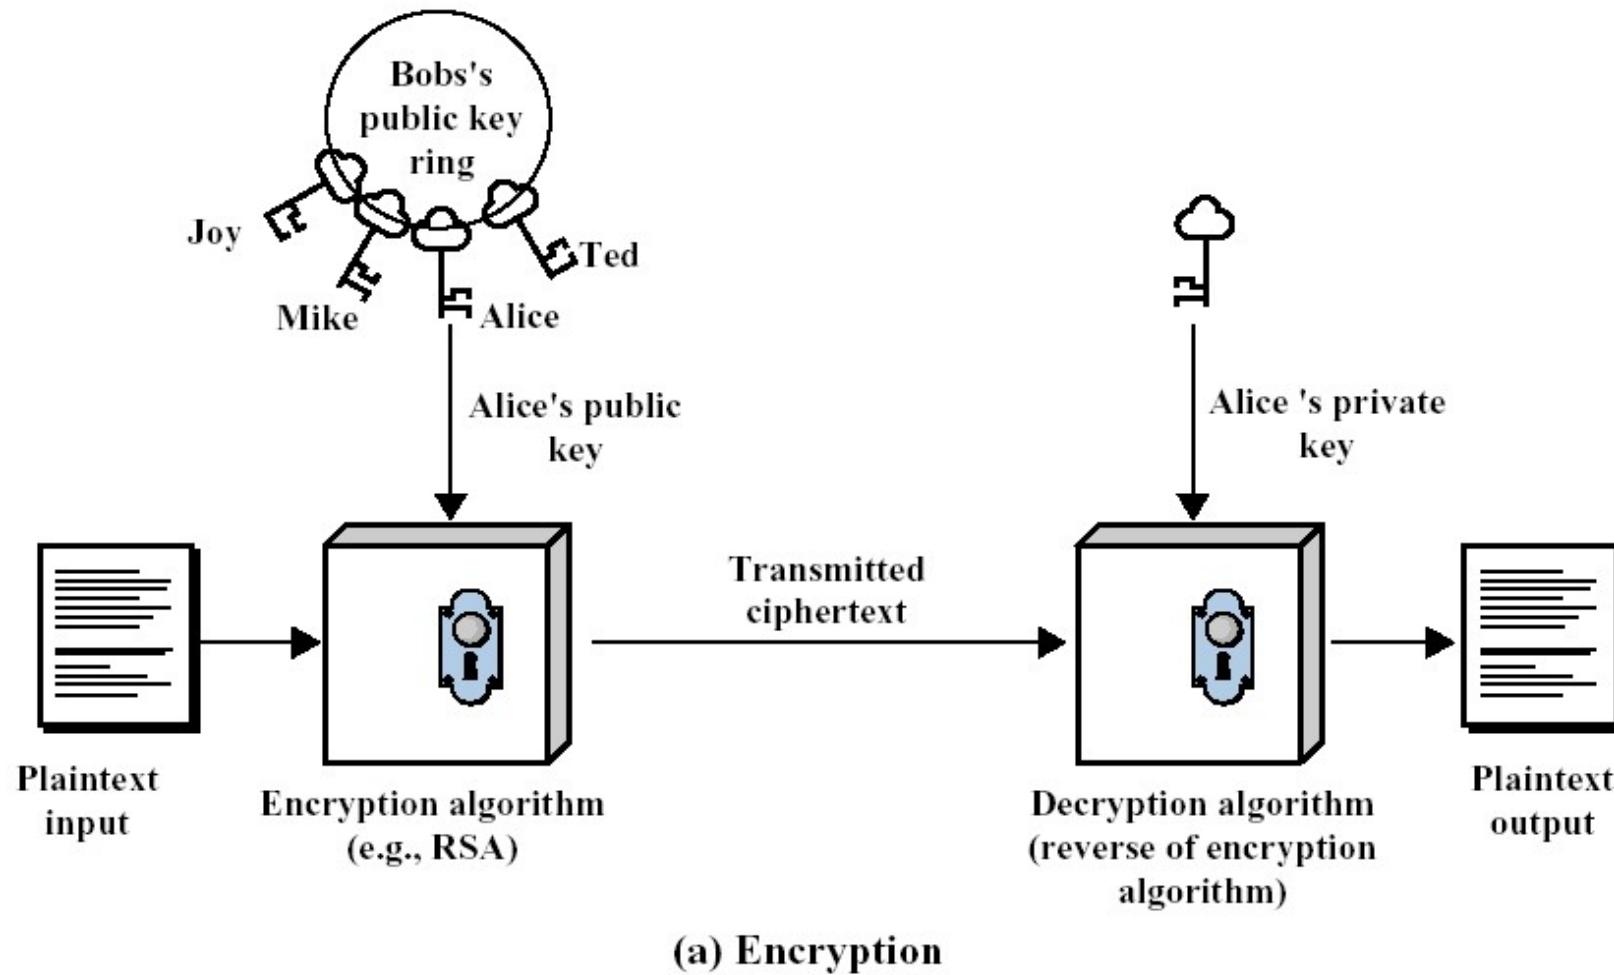 Bobs's
public key
ring
Joy
Ted
Mike
Alice
Alice's public
key
Alice 's private
key
Transmitted
ciphertext
Plaintext
input
Encryption algorithm
(e.g., RSA)
Decryption algorithm
(reverse of encryption
algorithm)
Plaintext
output
(a) Encryption